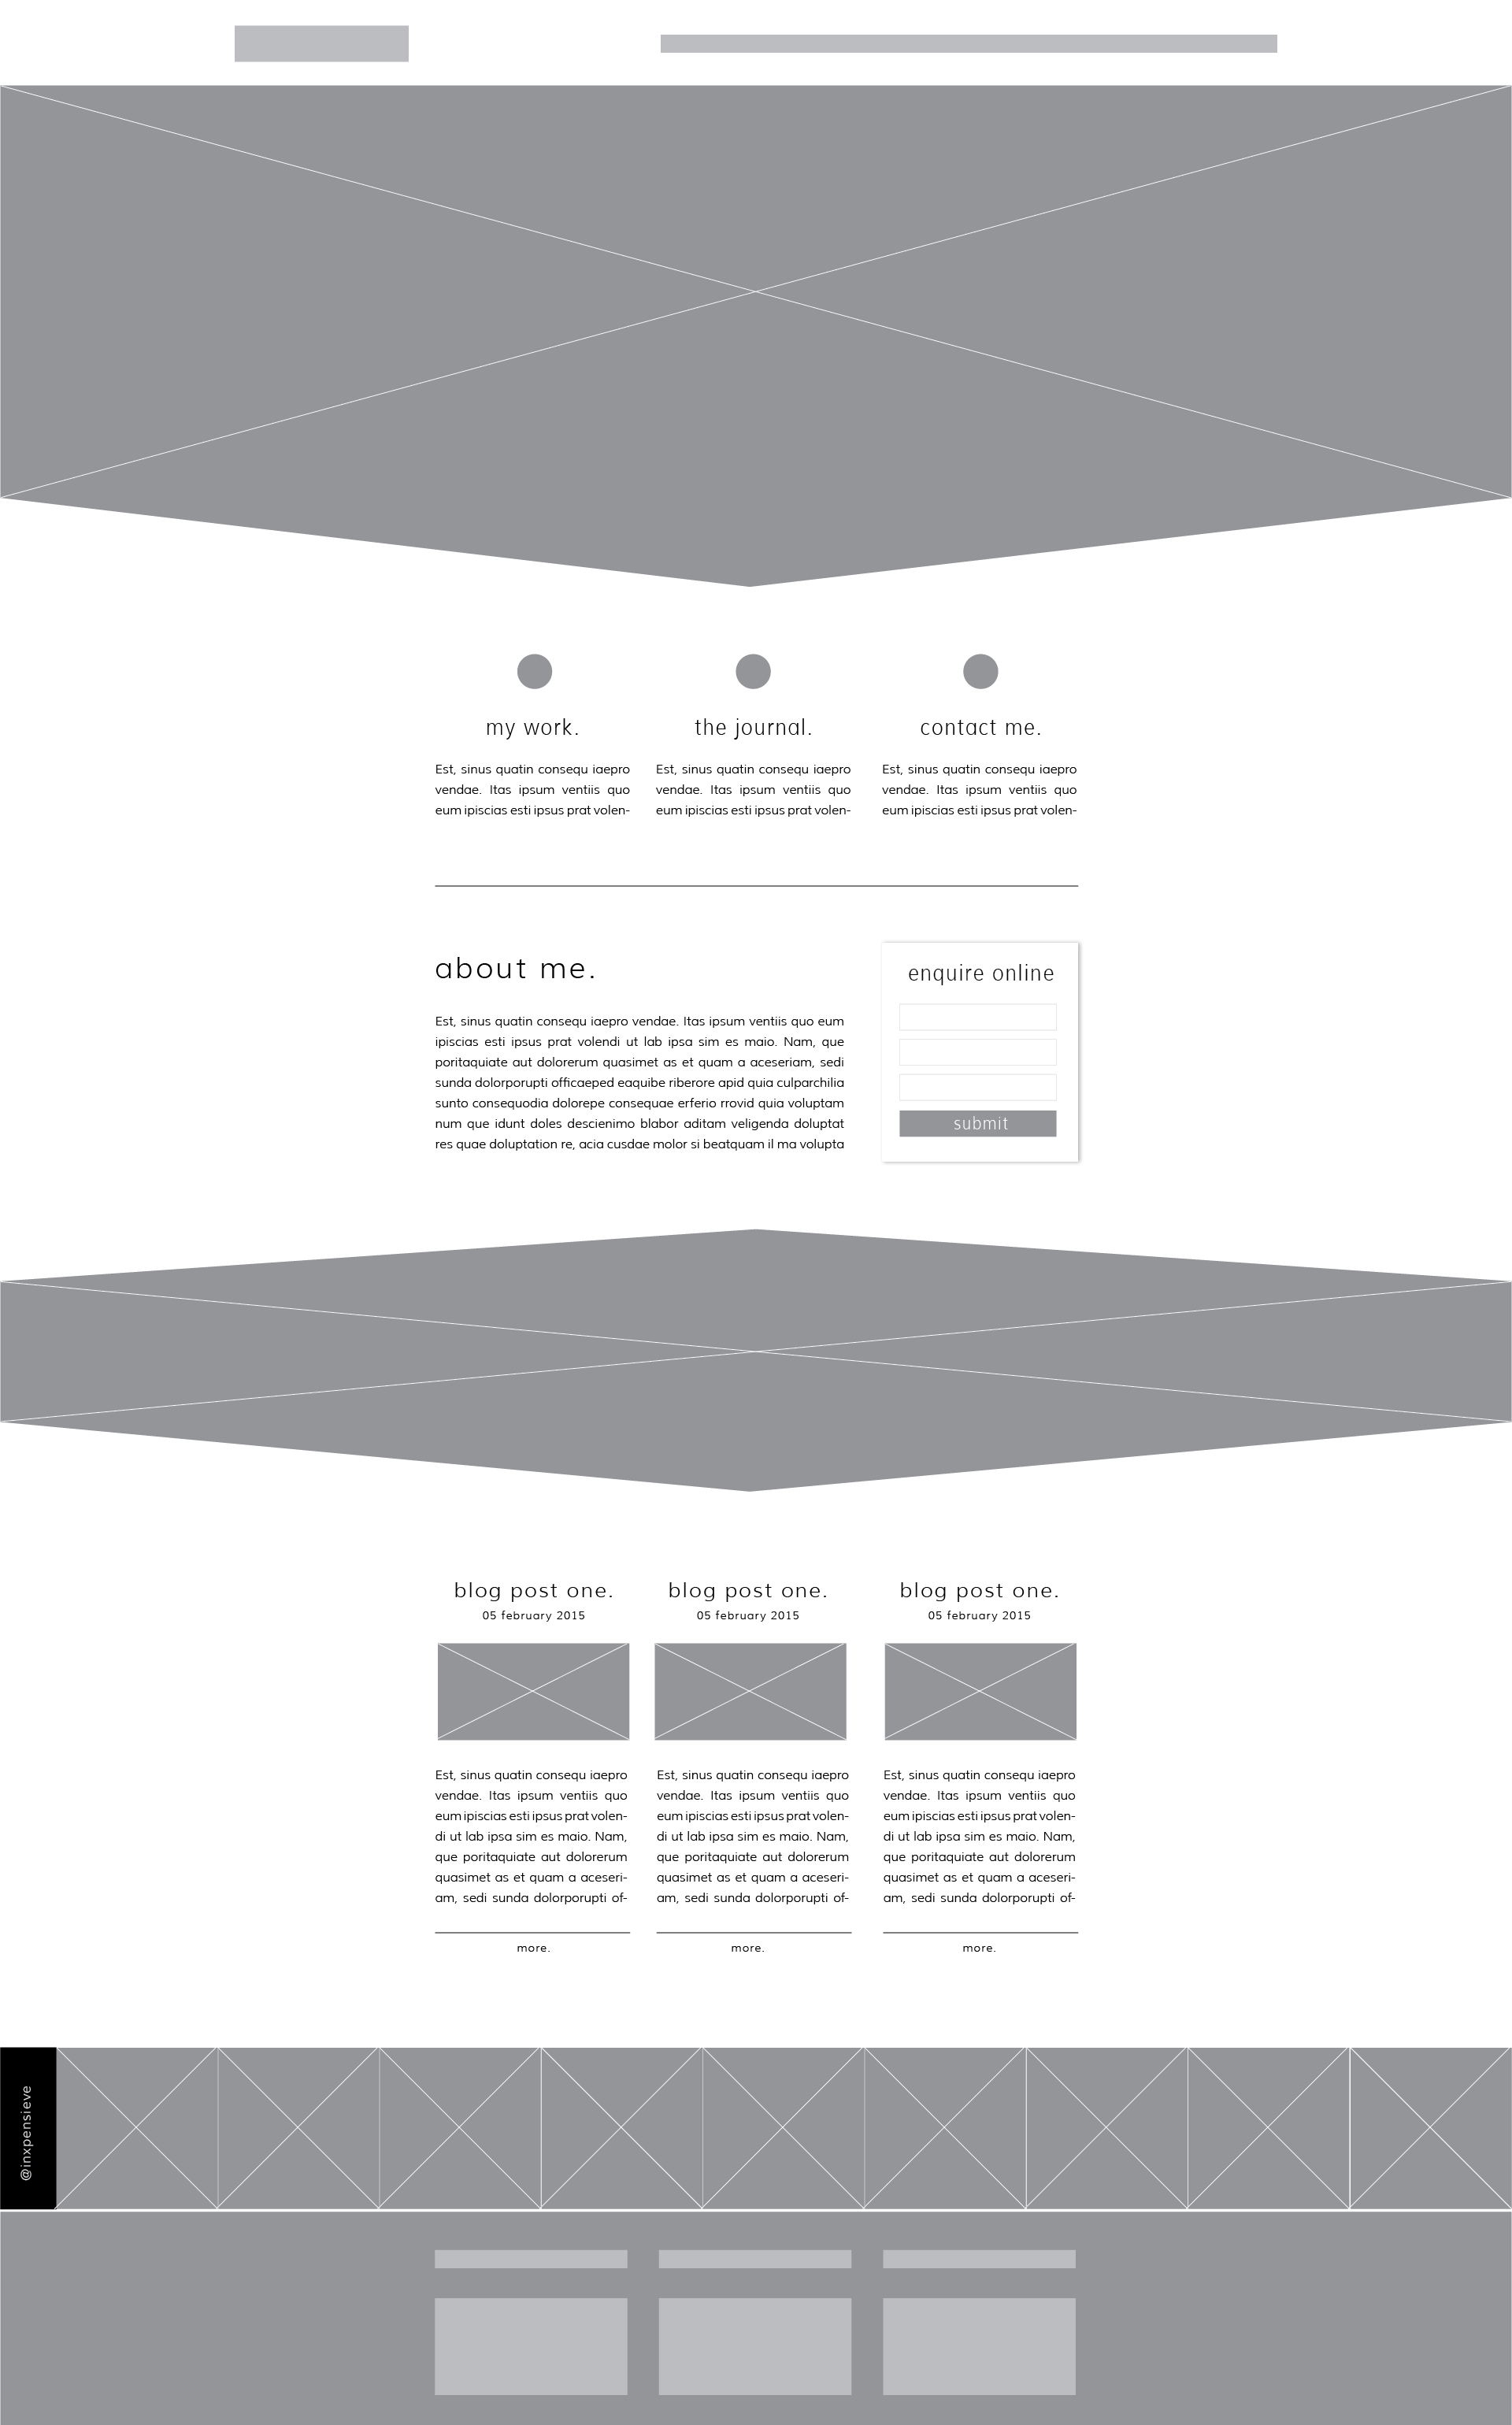 my work.
Est, sinus quatin consequ iaepro
vendae. Itas ipsum ventiis quo
eum ipiscias esti ipsus prat volen-
the journal.
Est, sinus quatin consequ iaepro
vendae. Itas ipsum ventiis quo
eum ipiscias esti ipsus prat volen-
contact me.
Est, sinus quatin consequ iaepro
vendae. Itas ipsum ventiis quo
eum ipiscias esti ipsus prat volen-
about me.
Est, sinus quatin consequ iaepro vendae. Itas ipsum ventiis quo eum
ipiscias esti ipsus prat volendi ut lab ipsa sim es maio. Nam, que
poritaquiate aut dolorerum quasimet as et quam a aceseriam, sedi
sunda dolorporupti officaeped eaquibe riberore apid quia culparchilia
sunto consequodia dolorepe consequae erferio rrovid quia voluptam
num que idunt doles descienimo blabor aditam veligenda doluptat
res quae doluptation re, acia cusdae molor si beatquam il ma volupta
enquire online
submit
blog post one.
05 february 2015
Est, sinus quatin consequ iaepro
vendae. Itas ipsum ventiis quo
eum ipiscias esti ipsus prat volen-
di ut lab ipsa sim es maio. Nam,
que poritaquiate aut dolorerum
quasimet as et quam a aceseri-
am, sedi sunda dolorporupti of-
more.
blog post one.
05 february 2015
Est, sinus quatin consequ iaepro
vendae. Itas ipsum ventiis quo
eum ipiscias esti ipsus prat volen-
di ut lab ipsa sim es maio. Nam,
que poritaquiate aut dolorerum
quasimet as et quam a aceseri-
am, sedi sunda dolorporupti of-
more.
blog post one.
05 february 2015
Est, sinus quatin consequ iaepro
vendae. Itas ipsum ventiis quo
eum ipiscias esti ipsus prat volen-
di ut lab ipsa sim es maio. Nam,
que poritaquiate aut dolorerum
quasimet as et quam a aceseri-
am, sedi sunda dolorporupti of-
more.
@inxpensieve